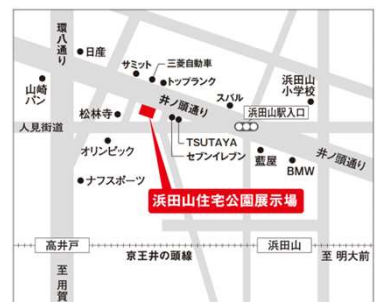 環八通り
日産
サミット
三菱自動車
トップランク
井ノ頭通り
スバル
浜田山
小学校
浜田山駅入口
山崎
パン
松林寺
人見街道
オリンピック
TSUTAYA
セブンイレブン
藍屋
BMW
井ノ頭通り
ナフスポーツ
浜田山住宅公園展示場
高井戸
京王井の頭線
浜田山
至 用賀
至 明大前